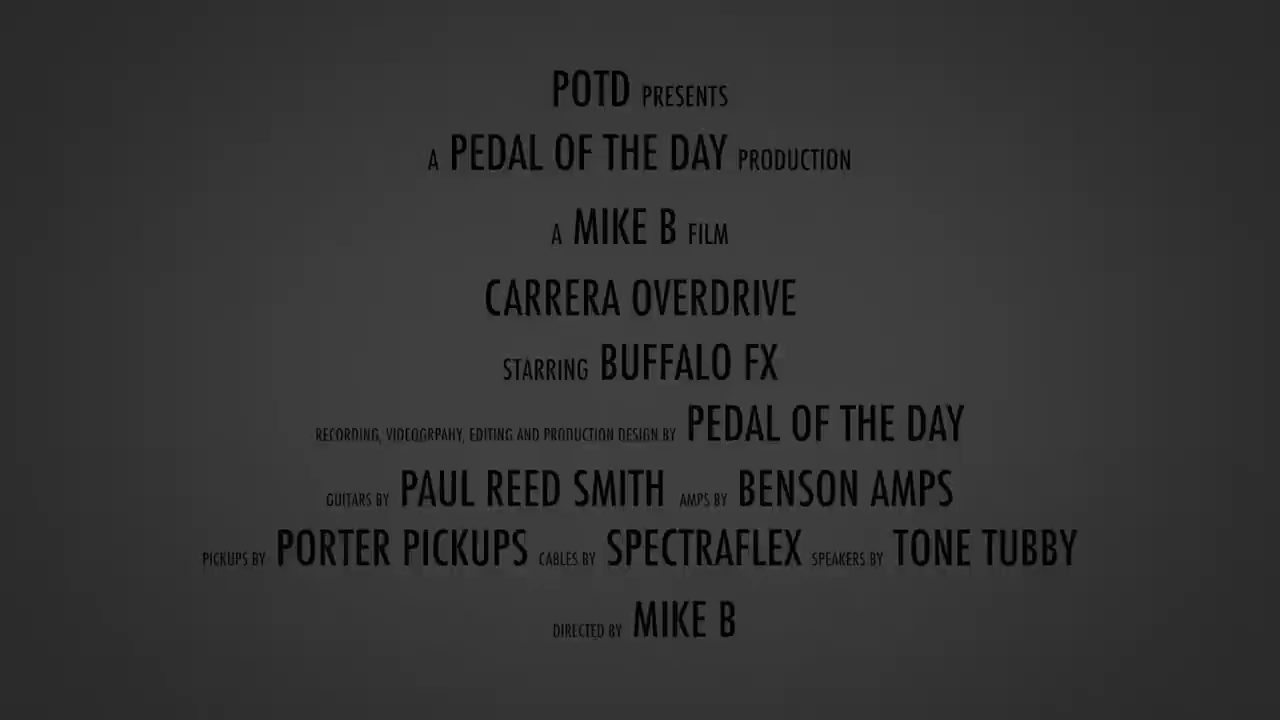 POTD PRESENTS
A PEDAL OF THE DAY PRODUCTION
A MIKE B FILM
CARRERA OVERDRIVE
STARRING BUFFALO FX
RECORDING, VIDEOGRPAHY, EDITING AND PRODUCTION DESIGN BY PEDAL OF THE DAY
GUITARS BY PAUL REED SMITH AMPS BY BENSON AMPS
PICKUPS BY PORTER PICKUPS CABLES BY SPECTRAFLEX SPEAKERS BY TONE TUBBY
DIRECTED BY MIKE B